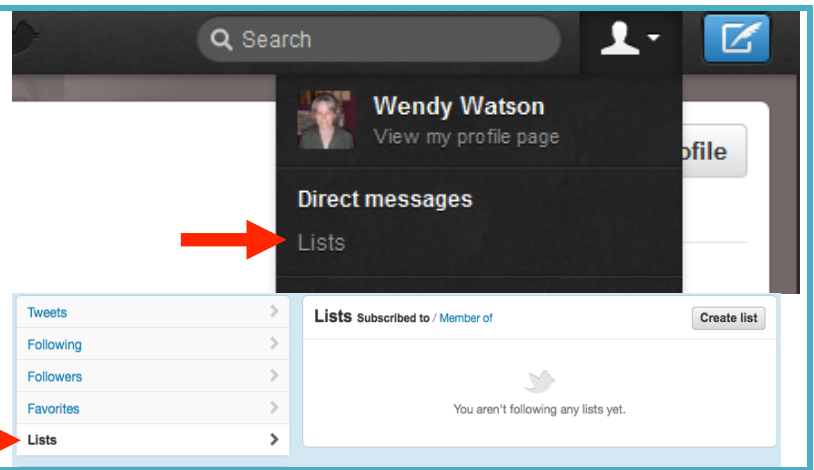 Search
Wendy Watson
View my profile page
ofile
Direct messages
Lists
Tweets
Following
Followers
Favorites
Lists
Lists Subscribed to / Member of
Create list
You aren't following any lists yet.